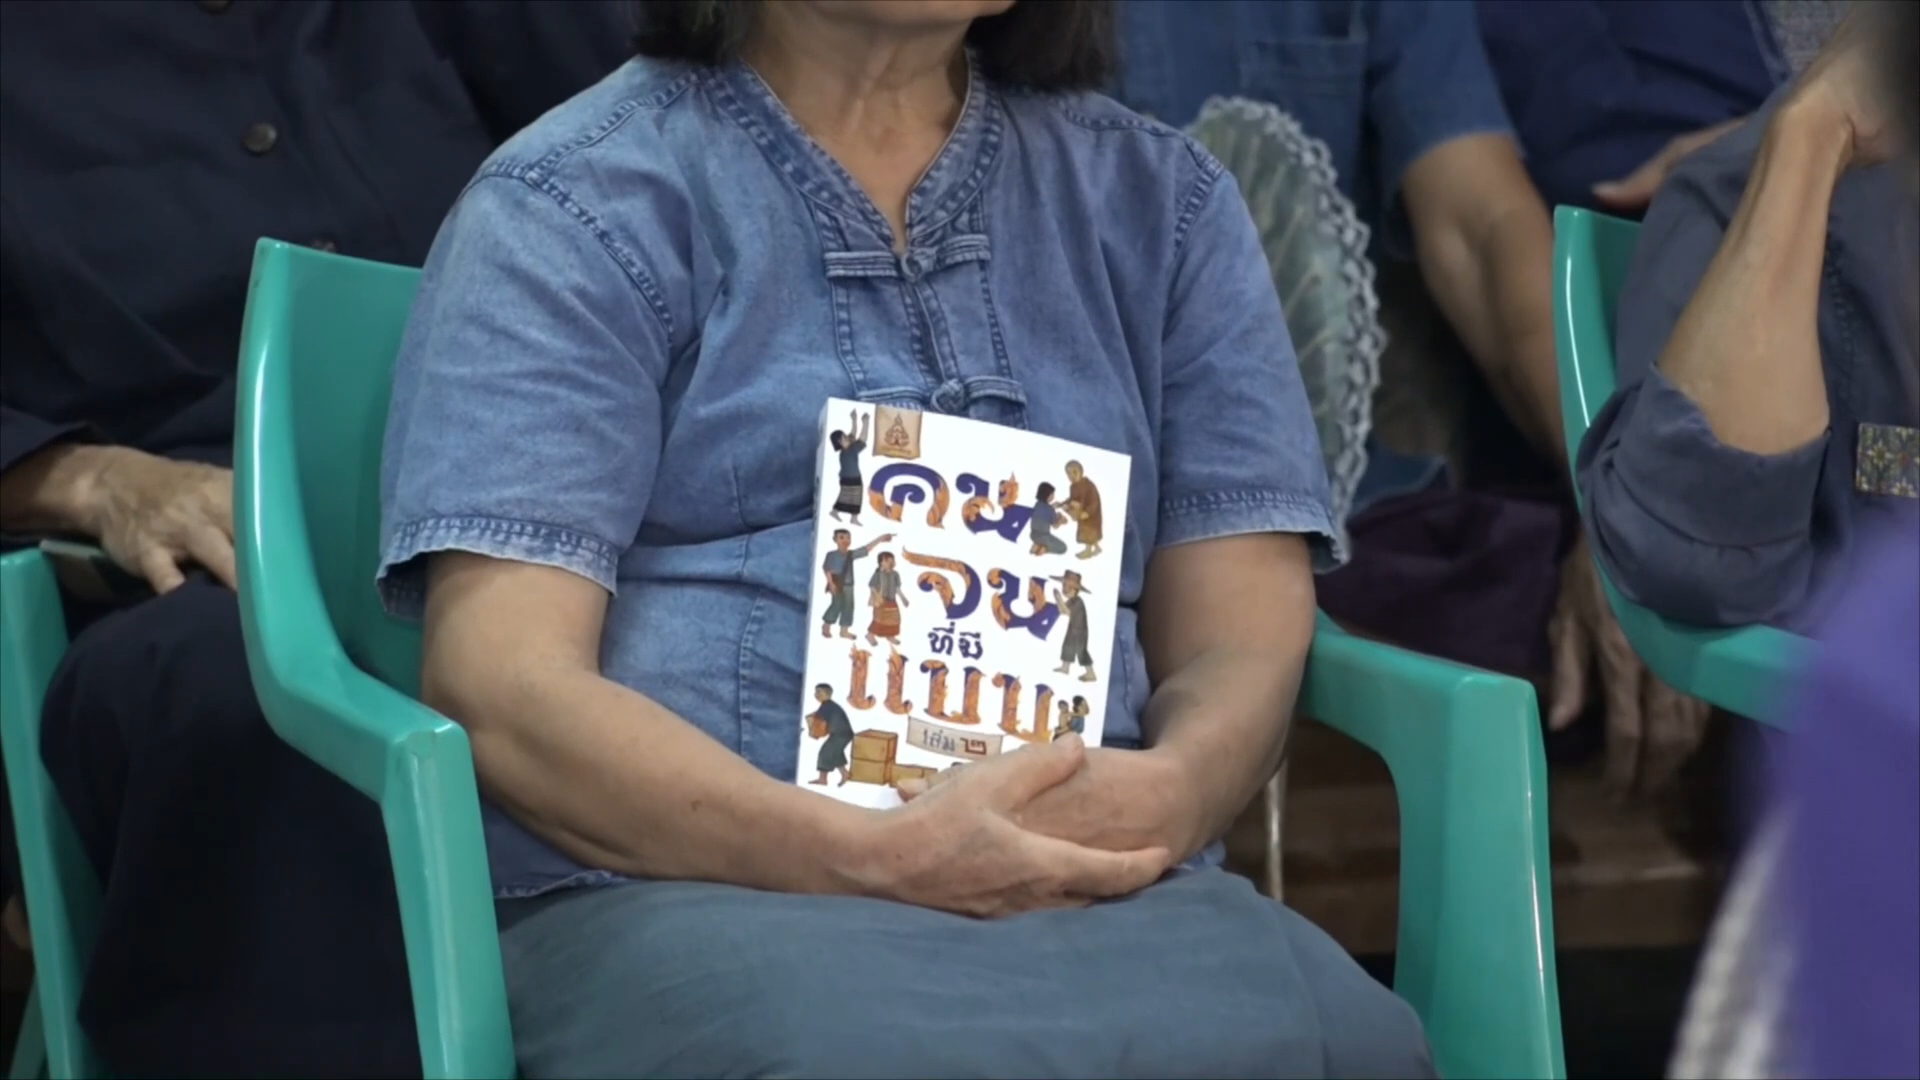 คน
จน
ที่มี
แบบ
เล่ม ๒